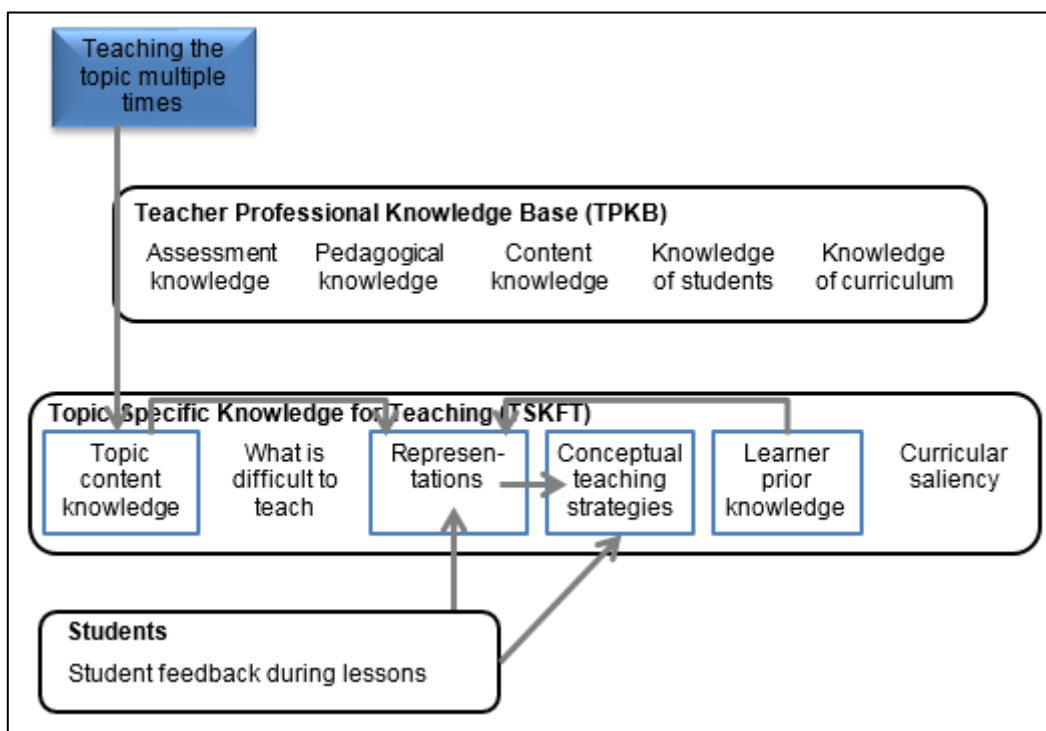 Teaching the
topic multiple
times
Teacher Professional Knowledge Base (TPKB)
Assessment
knowledge
Pedagogical
knowledge
Content
knowledge
Knowledge
of students
Knowledge
of curriculum
Topic Specific Knowledge for Teaching (TSKFT)
Topic
content
knowledge
What is
difficult to
teach
Represen-
tations
Conceptual
teaching
strategies
Learner
prior
knowledge
Curricular
saliency
Students
Student feedback during lessons